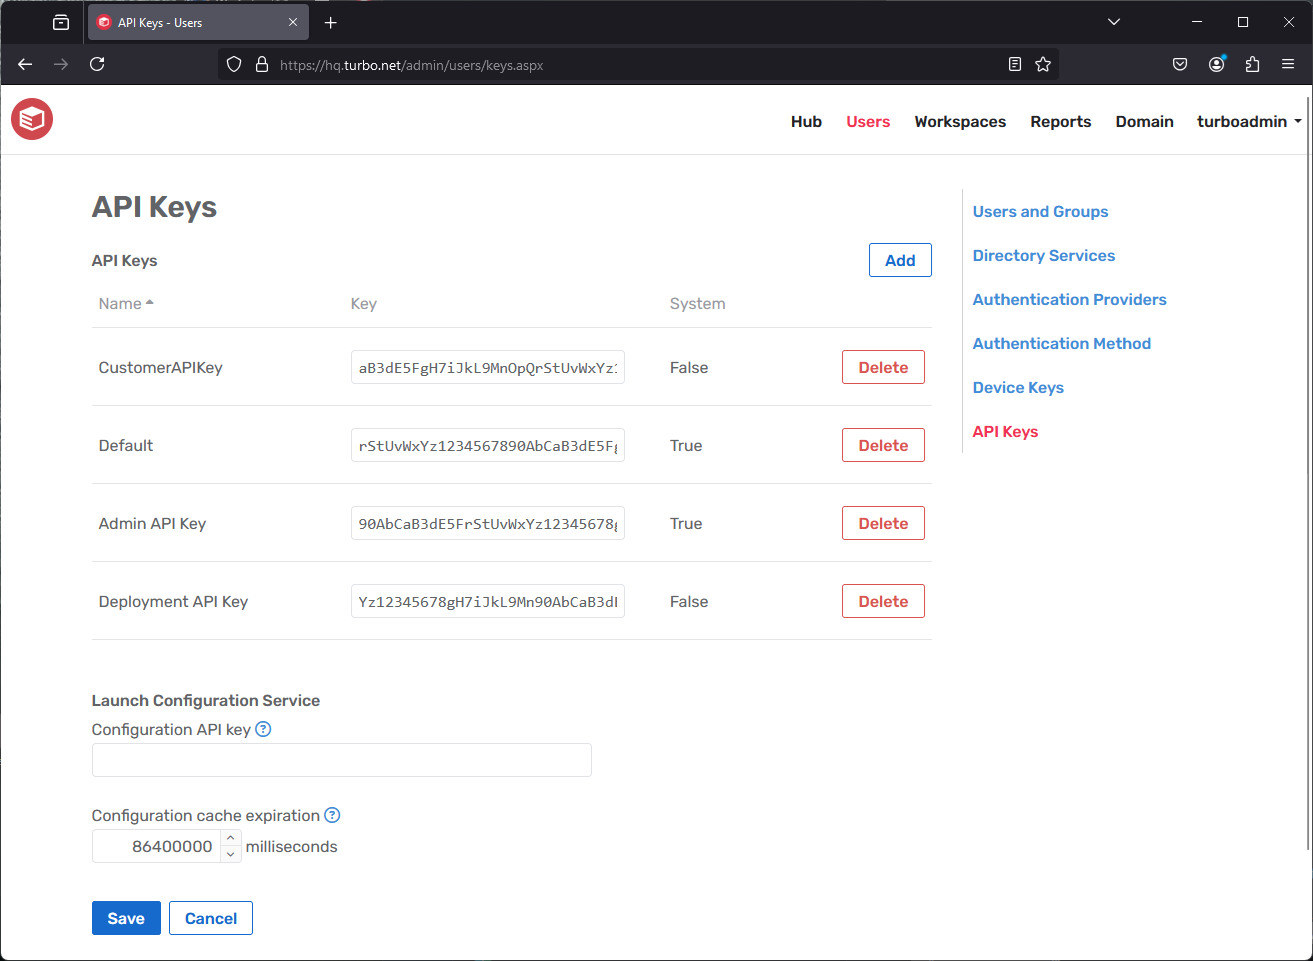 API Keys - Users
https://hq.turbo.net/admin/users/keys.aspx
Hub Users Workspaces Reports Domain turboadmin
API Keys
API Keys Add
Name Key System
CustomerAPIKey aB3dE5FgH7iJkL9MnOpQrStUvWxYz1 False Delete
Default rStUvWxYz1234567890AbCaB3dE5Fg True Delete
Admin API Key 90AbCaB3dE5FrStUvWxYz12345678g True Delete
Deployment API Key Yz12345678gH7iJkL9Mn90AbCaB3dE False Delete
Users and Groups
Directory Services
Authentication Providers
Authentication Method
Device Keys
API Keys
Launch Configuration Service
Configuration API key ?
Configuration cache expiration ?
86400000 milliseconds
Save Cancel